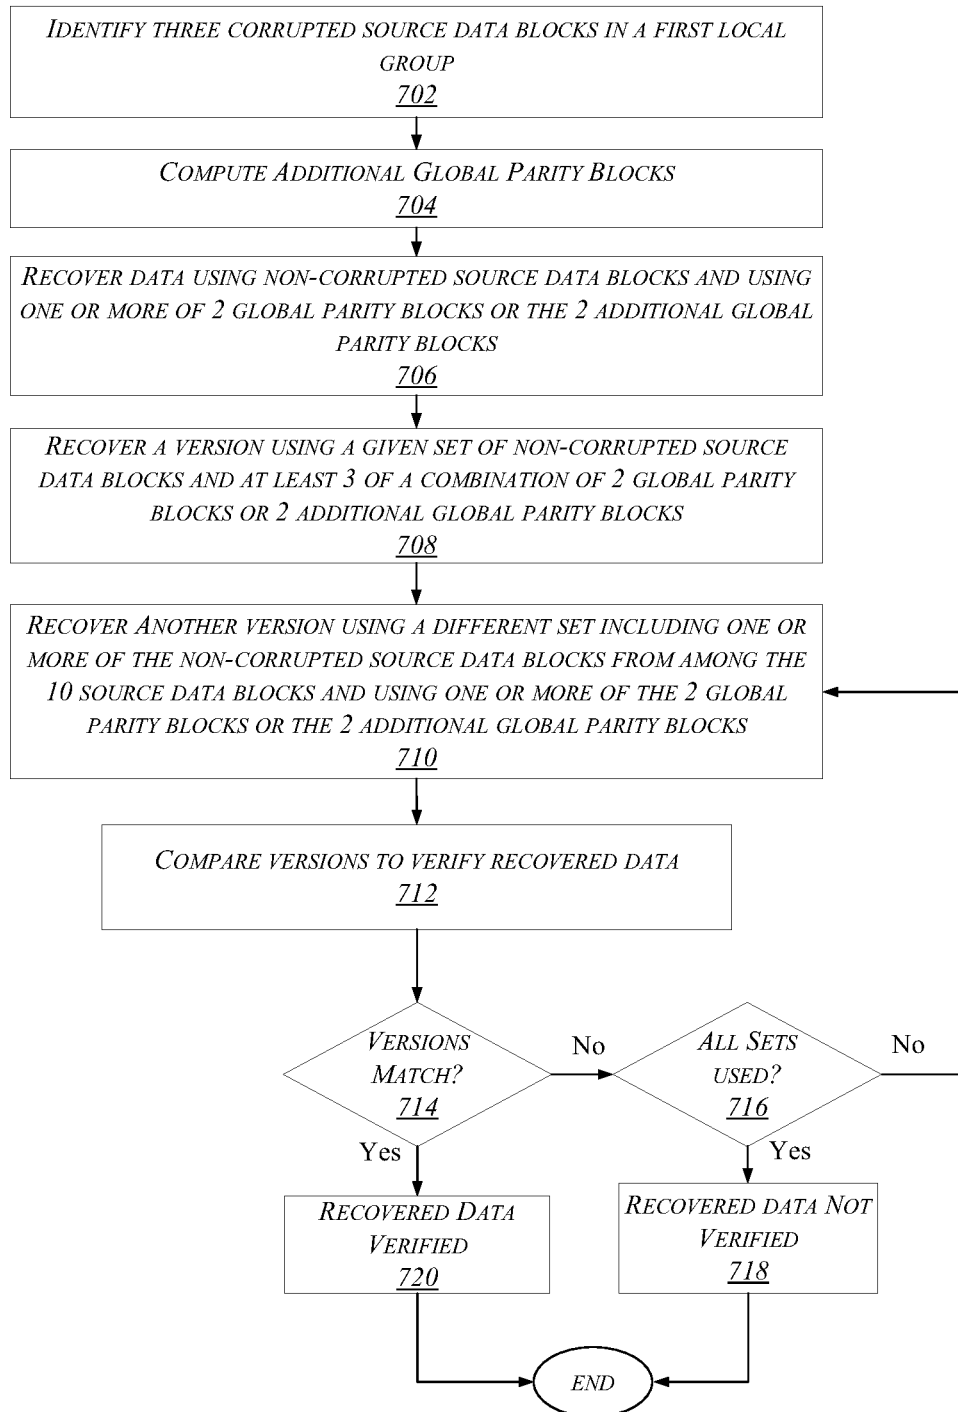 IDENTIFY THREE CORRUPTED SOURCE DATA BLOCKS IN A FIRST LOCAL
GROUP
702
COMPUTE ADDITIONAL GLOBAL PARITY BLOCKS
704
RECOVER DATA USING NON-CORRUPTED SOURCE DATA BLOCKS AND USING
ONE OR MORE OF 2 GLOBAL PARITY BLOCKS OR THE 2 ADDITIONAL GLOBAL
PARITY BLOCKS
706
RECOVER A VERSION USING A GIVEN SET OF NON-CORRUPTED SOURCE
DATA BLOCKS AND AT LEAST 3 OF A COMBINATION OF 2 GLOBAL PARITY
BLOCKS OR 2 ADDITIONAL GLOBAL PARITY BLOCKS
708
RECOVER ANOTHER VERSION USING A DIFFERENT SET INCLUDING ONE OR
MORE OF THE NON-CORRUPTED SOURCE DATA BLOCKS FROM AMONG THE
10 SOURCE DATA BLOCKS AND USING ONE OR MORE OF THE 2 GLOBAL
PARITY BLOCKS OR THE 2 ADDITIONAL GLOBAL PARITY BLOCKS
710
COMPARE VERSIONS TO VERIFY RECOVERED DATA
712
VERSIONS
MATCH?
714
No
ALL SETS
USED?
716
No
Yes
Yes
RECOVERED DATA
VERIFIED
720
RECOVERED DATA NOT
VERIFIED
718
END